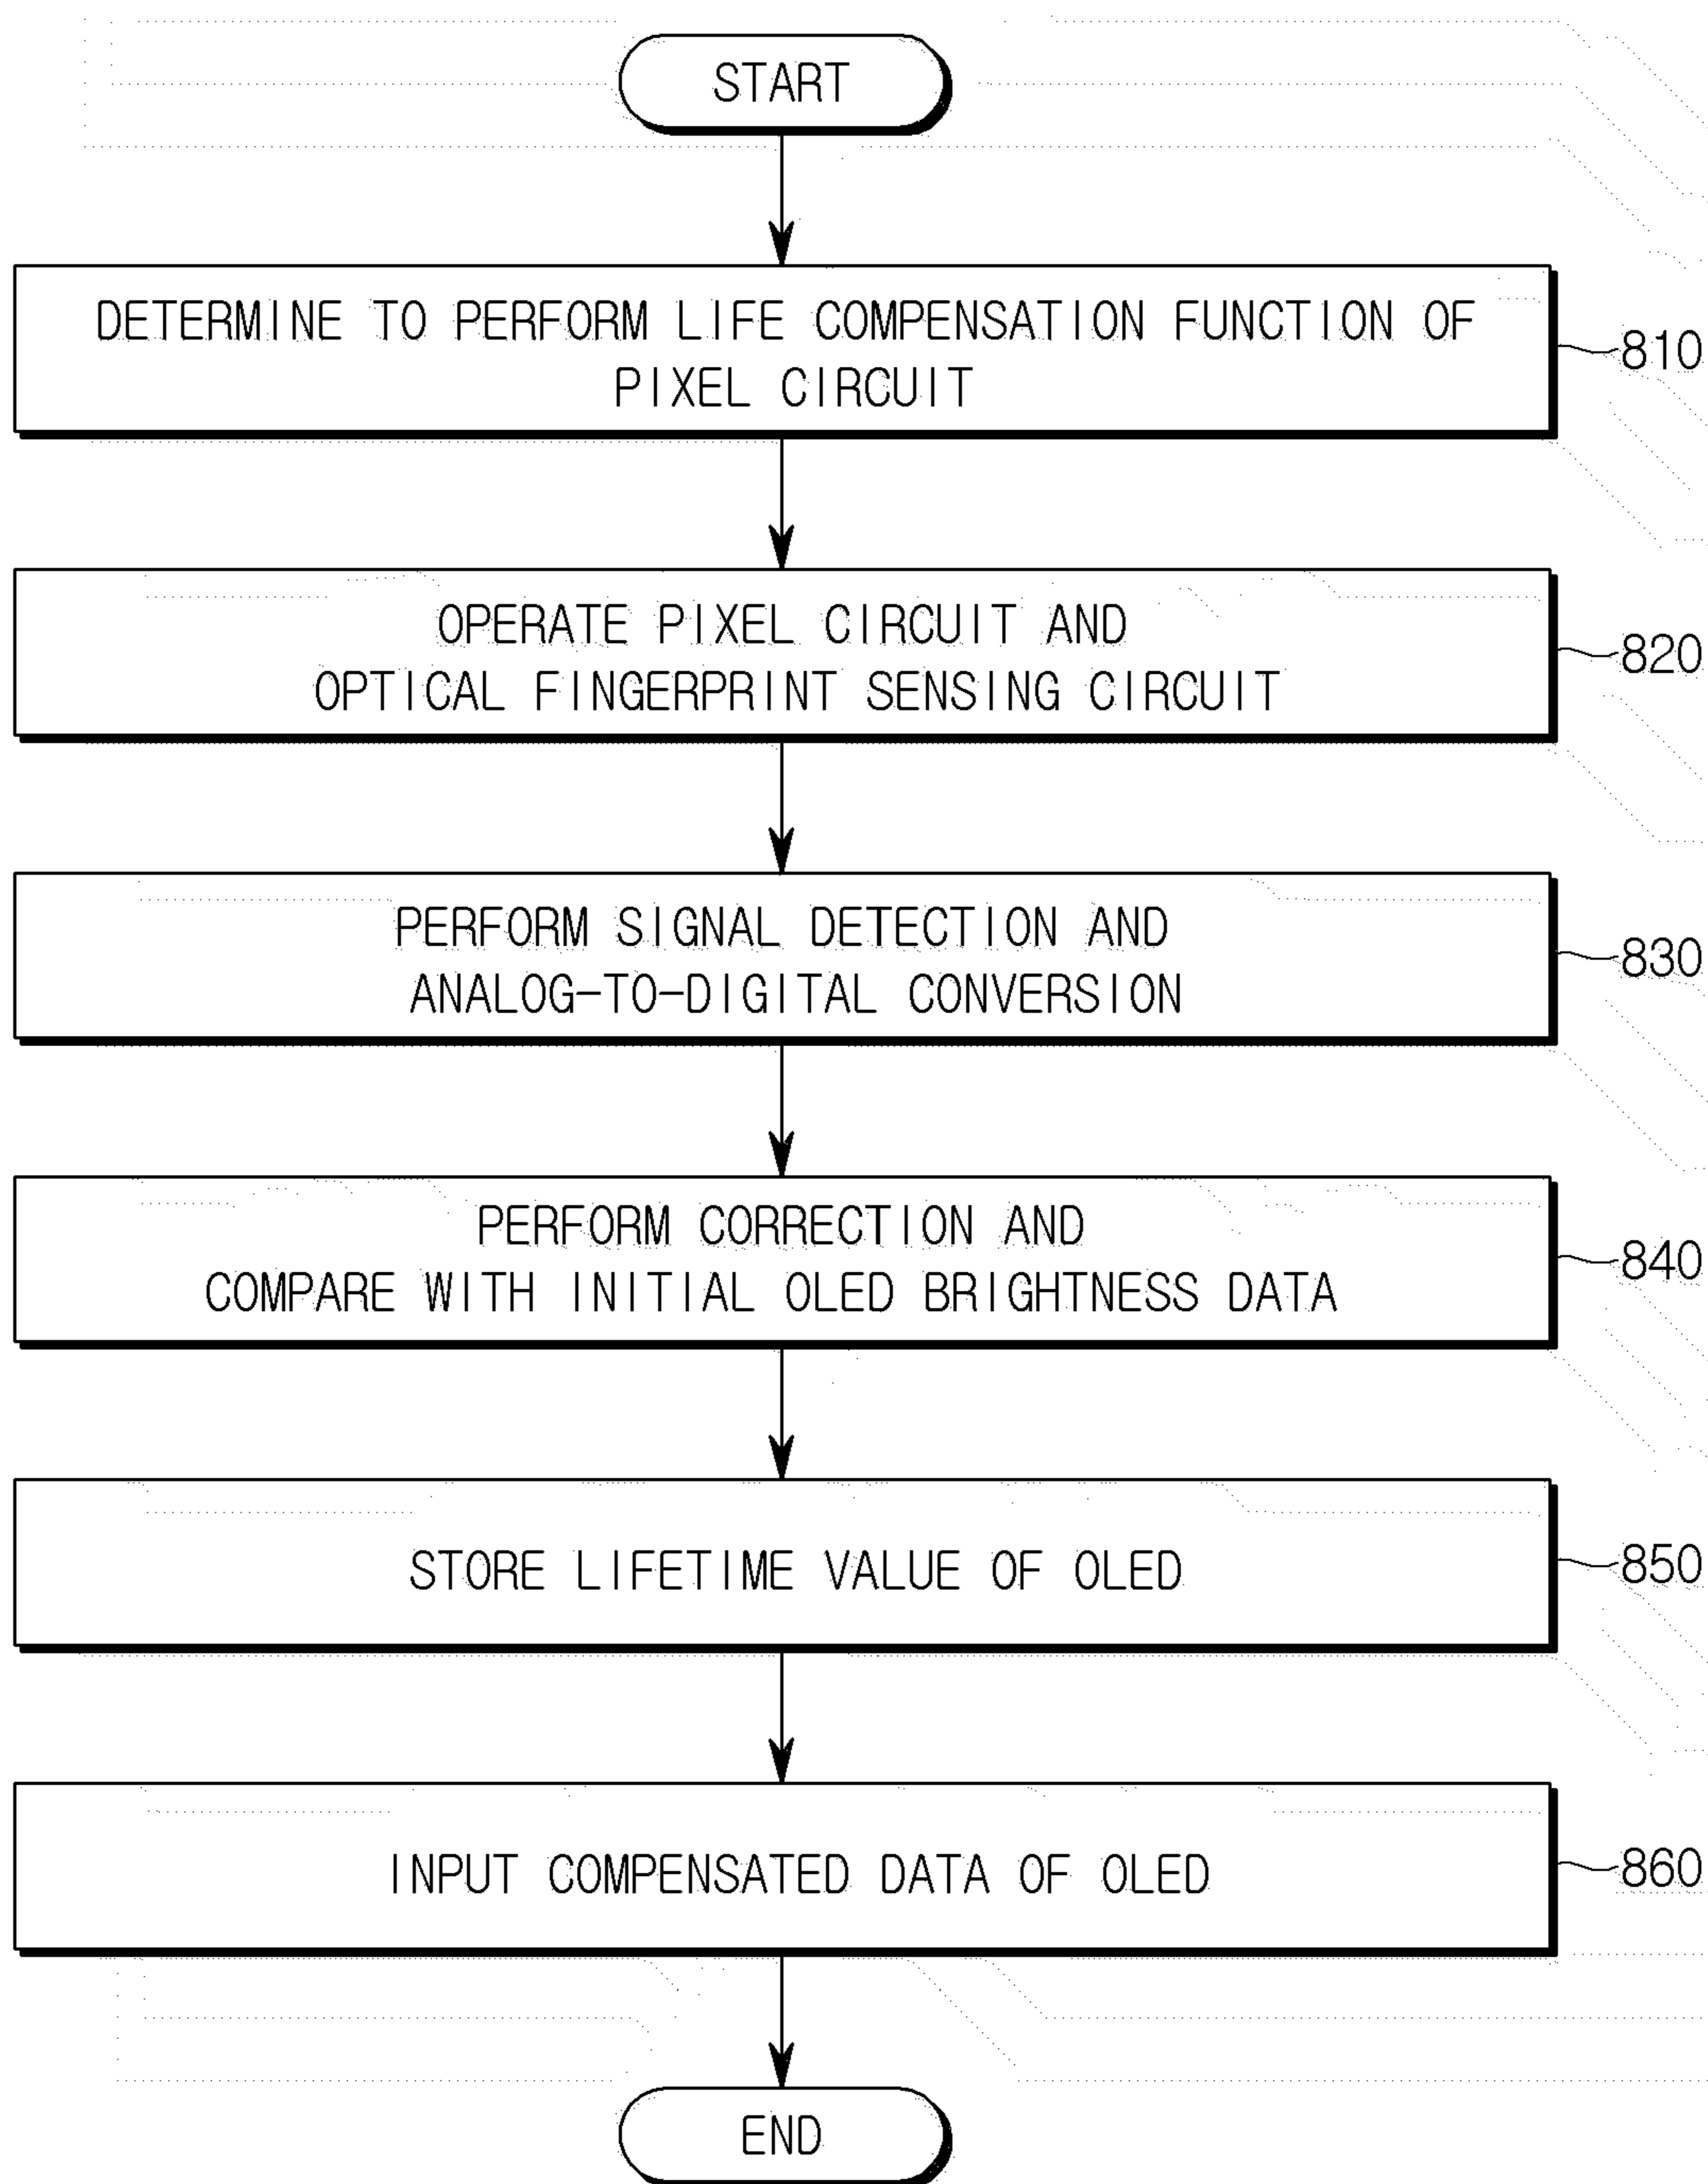 START
DETERMINE TO PERFORM LIFE COMPENSATION FUNCTION OF
PIXEL CIRCUIT
810
OPERATE PIXEL CIRCUIT AND
OPTICAL FINGERPRINT SENSING CIRCUIT
820
PERFORM SIGNAL DETECTION AND
ANALOG-TO-DIGITAL CONVERSION
830
PERFORM CORRECTION AND
COMPARE WITH INITIAL OLED BRIGHTNESS DATA
840
STORE LIFETIME VALUE OF OLED
850
INPUT COMPENSATED DATA OF OLED
860
END